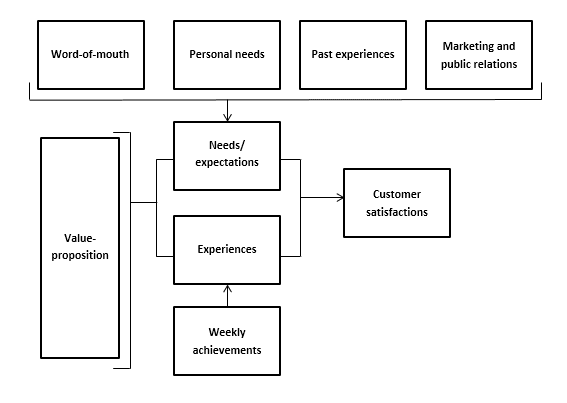 Word-of-mouth
Personal needs
Past experiences
Marketing and
public relations
Needs/
expectations
Customer
satisfactions
Value-
proposition
Experiences
Weekly
achievements